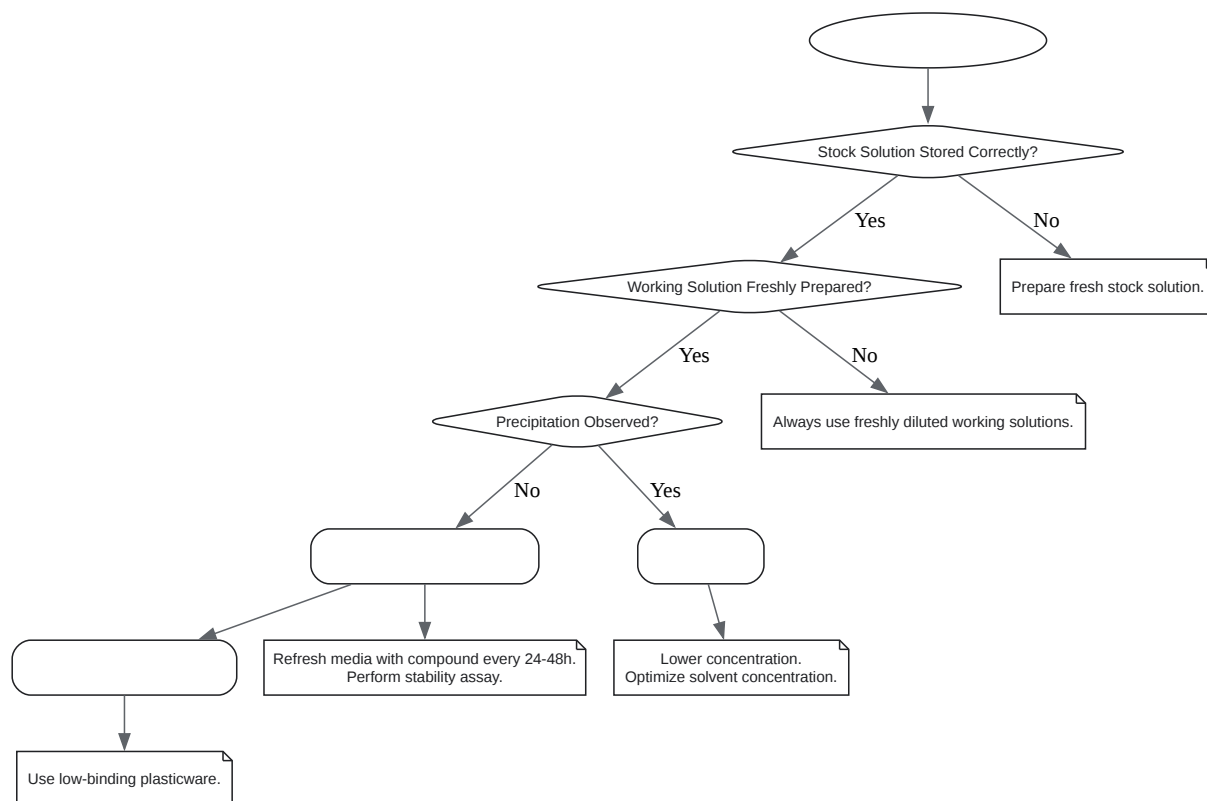 Stock Solution Stored Correctly?
Yes
No
Working Solution Freshly Prepared?
Prepare fresh stock solution.
Yes
No
Precipitation Observed?
Always use freshly diluted working solutions.
No
Yes
Refresh media with compound every 24-48h.
Perform stability assay.
Lower concentration.
Optimize solvent concentration.
Use low-binding plasticware.